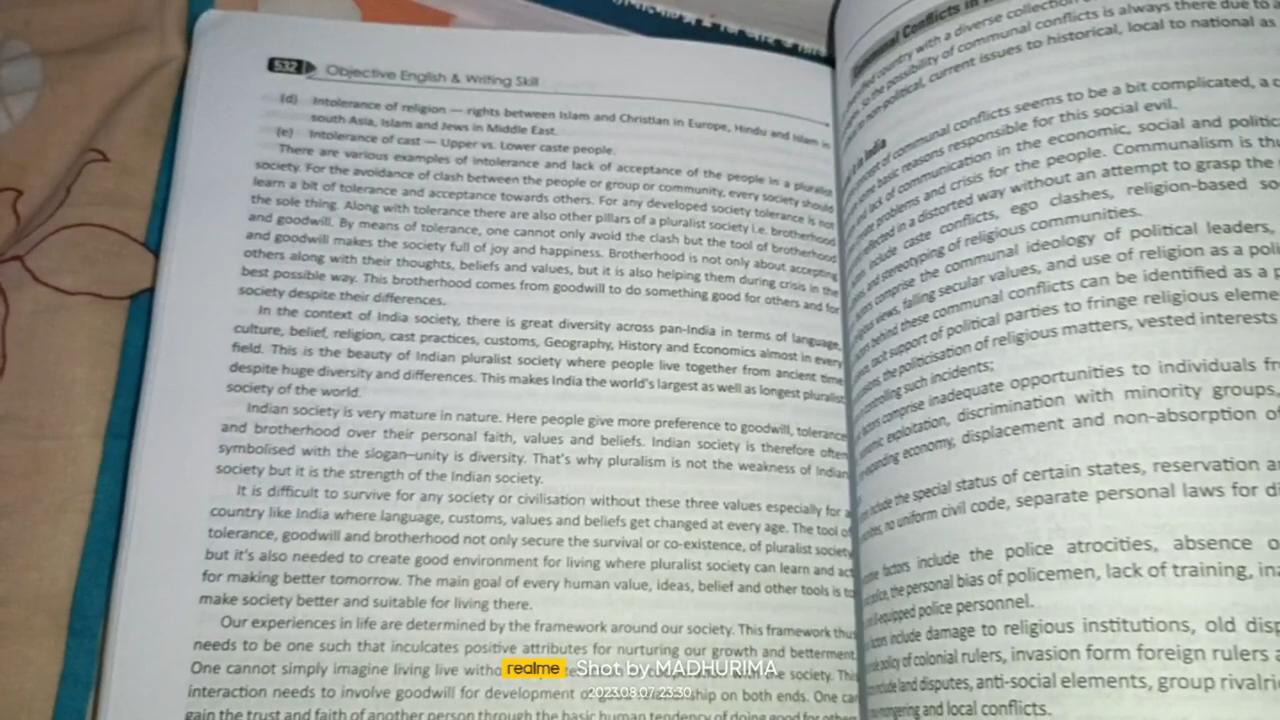 532 Objective English & Writing Skill
(d) Intolerance of religion — rights between Islam and Christian in Europe, Hindu and Islam in
south Asia, Islam and Jews in Middle East.
(e) Intolerance of cast — Upper vs. Lower caste people.
There are various examples of intolerance and lack of acceptance of the people in a pluralist
society. For the avoidance of clash between the people or group or community, every society should
learn a bit of tolerance and acceptance towards others. For any developed society tolerance is not
the sole thing. Along with tolerance there are also other pillars of a pluralist society i.e. brotherhood
and goodwill. By means of tolerance, one cannot only avoid the clash but the tool of brotherhood
and goodwill makes the society full of joy and happiness. Brotherhood is not only about accepting
others along with their thoughts, beliefs and values, but it is also helping them during crisis in the
best possible way. This brotherhood comes from goodwill to do something good for others and for
society despite their differences.
In the context of India society, there is great diversity across pan-India in terms of language,
culture, belief, religion, cast practices, customs, Geography, History and Economics almost in every
field. This is the beauty of Indian pluralist society where people live together from ancient time
despite huge diversity and differences. This makes India the world's largest as well as longest pluralist
society of the world.
Indian society is very mature in nature. Here people give more preference to goodwill, tolerance
and brotherhood over their personal faith, values and beliefs. Indian society is therefore often
symbolised with the slogan–unity is diversity. That's why pluralism is not the weakness of Indian
society but it is the strength of the Indian society.
It is difficult to survive for any society or civilisation without these three values especially for a
country like India where language, customs, values and beliefs get changed at every age. The tool of
tolerance, goodwill and brotherhood not only secure the survival or co-existence, of pluralist society
but it's also needed to create good environment for living where pluralist society can learn and act
for making better tomorrow. The main goal of every human value, ideas, belief and other tools is to
make society better and suitable for living there.
Our experiences in life are determined by the framework around our society. This framework thus
needs to be one such that inculcates positive attributes for nurturing our growth and betterment.
One cannot simply imagine living live society. This
interaction needs to involve goodwill for development on both ends. One can
gain the trust and faith of another person through the basic human tendency of doing good for others
Conflicts in
country with a diverse collection
the possibility of communal conflicts is always there due to
political, current issues to historical, local to national as
in India
of communal conflicts seems to be a bit complicated, a
basic reasons responsible for this social evil.
lack of communication in the economic, social and
problems and crisis for the people. Communalism is
reflected in a distorted way without an attempt to grasp the
include caste conflicts, ego clashes, religion-based
and stereotyping of religious communities.
comprise the communal ideology of political leaders,
views, falling secular values, and use of religion as a
behind these communal conflicts can be identified as a
tacit support of political parties to fringe religious
the politicisation of religious matters, vested interests
controlling such incidents;
comprise inadequate opportunities to individuals
exploitation, discrimination with minority groups,
expanding economy, displacement and non-absorption of
include the special status of certain states, reservation
no uniform civil code, separate personal laws for
factors include the police atrocities, absence
the personal bias of policemen, lack of training,
police personnel.
include damage to religious institutions, old
policy of colonial rulers, invasion form foreign rulers
include land disputes, anti-social elements, group
and local conflicts.
realme Shot by MADHURIMA
2023.08.07 23:30